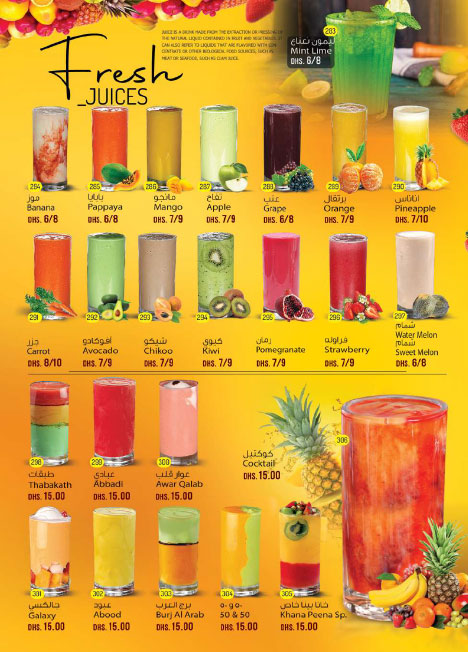 Fresh
_JUICES
JUICE IS A DRINK MADE FROM THE EXTRACTION OR PRESSING OF
THE NATURAL LIQUID CONTAINED IN FRUIT AND VEGETABLES. IT
CAN ALSO REFER TO LIQUIDS THAT ARE FLAVORED WITH
OR OTHER BIOLOGICAL FOOD SOURCES, SUCH AS
MEAT OR SEAFOOD, SUCH AS CLAM JUICE.
283
ليمون نعناع
Mint Lime
DHS. 6/8
284
موز
Banana
DHS. 6/8
285
بابايا
Pappaya
DHS. 6/8
286
مانجو
Mango
DHS. 7/9
287
تفاح
Apple
DHS. 7/9
288
عنب
Grape
DHS. 6/8
289
برتقال
Orange
DHS. 7/9
290
اناناس
Pineapple
DHS. 7/10
291
جزر
Carrot
DHS. 8/10
292
أفوكادو
Avocado
DHS. 7/9
293
شيكو
Chikoo
DHS. 7/9
294
كيوي
Kiwi
DHS. 7/9
295
رمان
Pomegranate
DHS. 7/9
296
فراوله
Strawberry
DHS. 7/9
297
شمام
Water Melon
شمام
Sweet Melon
DHS. 6/8
298
طبقات
Thabakath
DHS. 15.00
299
عبادي
Abbadi
DHS. 15.00
300
عوار قلب
Awar Qalab
DHS. 15.00
306
كوكتيل
Cocktail
DHS. 15.00
301
جالكسي
Galaxy
DHS. 15.00
302
عبود
Abood
DHS. 15.00
303
برج العرب
Burj Al Arab
DHS. 15.00
304
٥٠ و ٥٠
50 & 50
DHS. 15.00
305
خانا بينا خاص
Khana Peena Sp.
DHS. 15.00